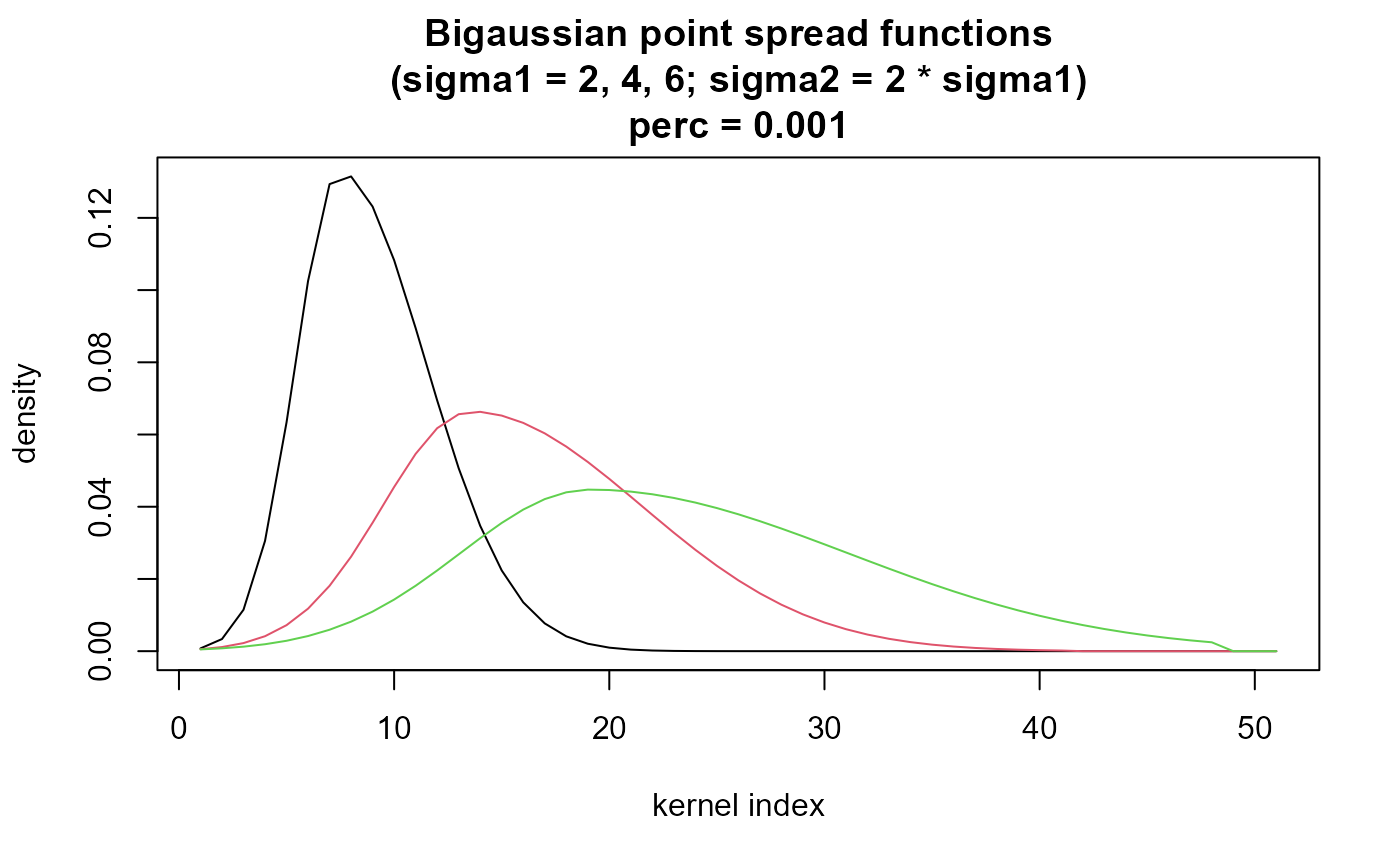 Bigaussian point spread functions
(sigma1 = 2, 4, 6; sigma2 = 2 * sigma1)
perc = 0.001
density
0.12
0.08
0.04
0.00
0 10 20 30 40 50
kernel index